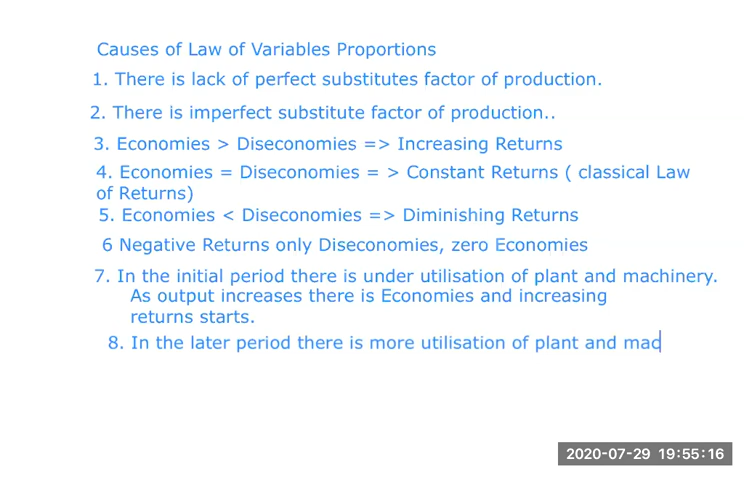 Causes of Law of Variables Proportions
1. There is lack of perfect substitutes factor of production.
2. There is imperfect substitute factor of production..
3. Economies > Diseconomies => Increasing Returns
4. Economies = Diseconomies = > Constant Returns ( classical Law
of Returns)
5. Economies < Diseconomies => Diminishing Returns
6 Negative Returns only Diseconomies, zero Economies
7. In the initial period there is under utilisation of plant and machinery.
As output increases there is Economies and increasing
returns starts.
8. In the later period there is more utilisation of plant and mac
2020-07-29 19:55:16